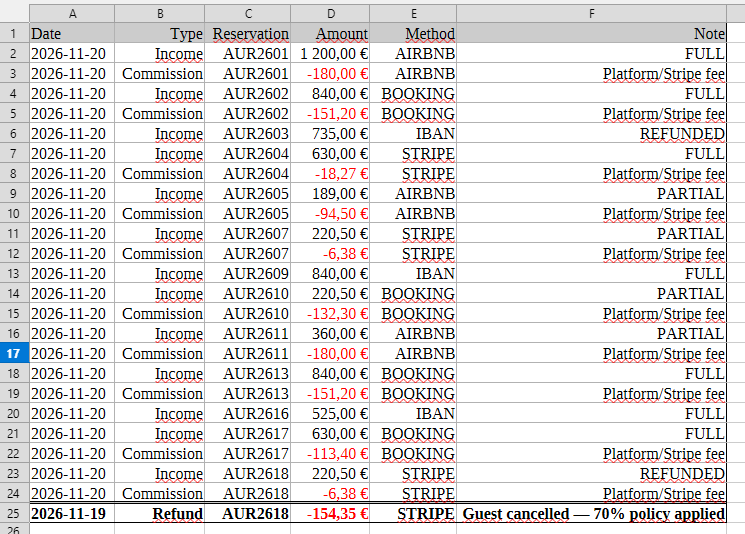 A B C D E F
1 Date Type Reservation Amount Method Note
2 2026-11-20 Income AUR2601 1 200,00 € AIRBNB FULL
3 2026-11-20 Commission AUR2601 -180,00 € AIRBNB Platform/Stripe fee
4 2026-11-20 Income AUR2602 840,00 € BOOKING FULL
5 2026-11-20 Commission AUR2602 -151,20 € BOOKING Platform/Stripe fee
6 2026-11-20 Income AUR2603 735,00 € IBAN REFUNDED
7 2026-11-20 Income AUR2604 630,00 € STRIPE FULL
8 2026-11-20 Commission AUR2604 -18,27 € STRIPE Platform/Stripe fee
9 2026-11-20 Income AUR2605 189,00 € AIRBNB PARTIAL
10 2026-11-20 Commission AUR2605 -94,50 € AIRBNB Platform/Stripe fee
11 2026-11-20 Income AUR2607 220,50 € STRIPE PARTIAL
12 2026-11-20 Commission AUR2607 -6,38 € STRIPE Platform/Stripe fee
13 2026-11-20 Income AUR2609 840,00 € IBAN FULL
14 2026-11-20 Income AUR2610 220,50 € BOOKING PARTIAL
15 2026-11-20 Commission AUR2610 -132,30 € BOOKING Platform/Stripe fee
16 2026-11-20 Income AUR2611 360,00 € AIRBNB PARTIAL
17 2026-11-20 Commission AUR2611 -180,00 € AIRBNB Platform/Stripe fee
18 2026-11-20 Income AUR2613 840,00 € BOOKING FULL
19 2026-11-20 Commission AUR2613 -151,20 € BOOKING Platform/Stripe fee
20 2026-11-20 Income AUR2616 525,00 € IBAN FULL
21 2026-11-20 Income AUR2617 630,00 € BOOKING FULL
22 2026-11-20 Commission AUR2617 -113,40 € BOOKING Platform/Stripe fee
23 2026-11-20 Income AUR2618 220,50 € STRIPE REFUNDED
24 2026-11-20 Commission AUR2618 -6,38 € STRIPE Platform/Stripe fee
25 2026-11-19 Refund AUR2618 -154,35 € STRIPE Guest cancelled — 70% policy applied
26